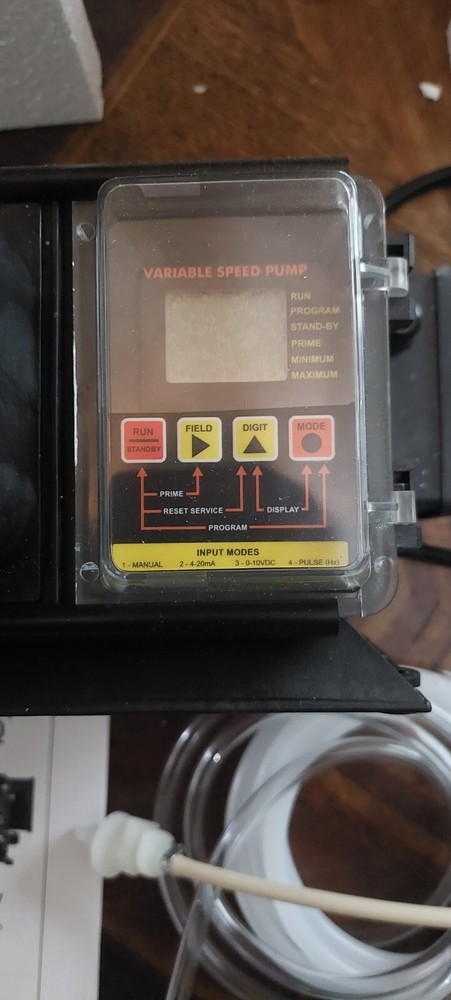 VARIABLE SPEED PUMP
RUN
PROGRAM
STAND-BY
PRIME
MINIMUM
MAXIMUM
RUN
STANDBY
FIELD
DIGIT
MODE
PRIME
RESET SERVICE
DISPLAY
PROGRAM
INPUT MODES
1 - MANUAL 2 - 4-20mA 3 - 0-10VDC 4 - PULSE (Hz)